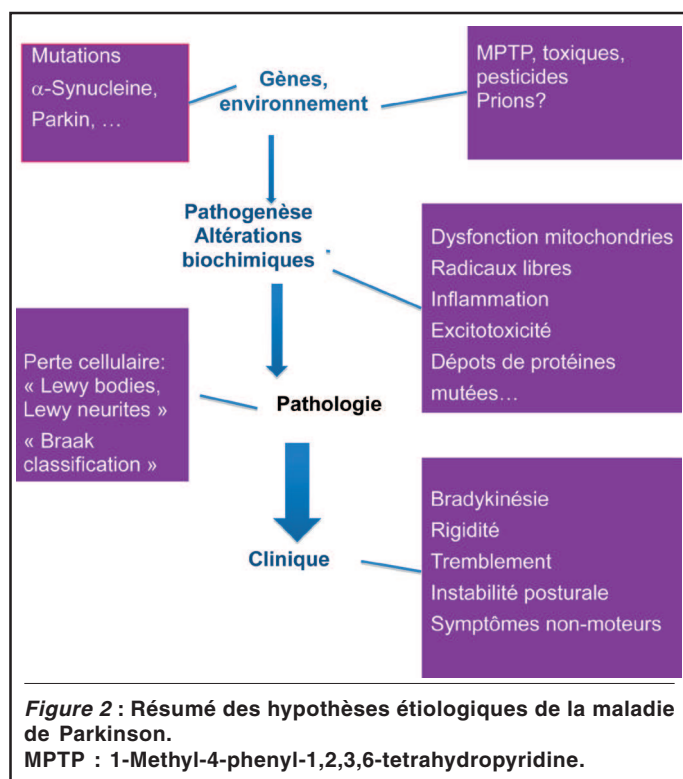 Mutations
α-Synucleine,
Parkin, …
Gènes,
environnement
MPTP, toxiques,
pesticides
Prions?
Pathogenèse
Altérations
biochimiques
Dysfonction mitochondries
Radicaux libres
Inflammation
Excitotoxicité
Dépots de protéines
mutées…
Perte cellulaire:
« Lewy bodies,
Lewy neurites »
« Braak
classification »
Pathologie
Clinique
Bradykinésie
Rigidité
Tremblement
Instabilité posturale
Symptômes non-moteurs
Figure 2 : Résumé des hypothèses étiologiques de la maladie
de Parkinson.
MPTP : 1-Methyl-4-phenyl-1,2,3,6-tetrahydropyridine.